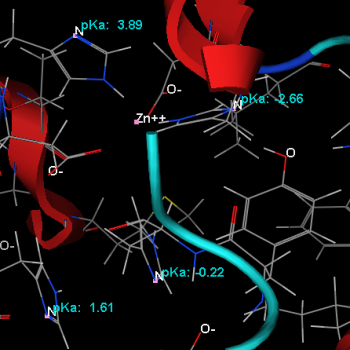 N pKa: 3.89
O-
Zn++
N pKa: -2.66
O-
O-
O-
N pKa: -0.22
N pKa: 1.61
O-